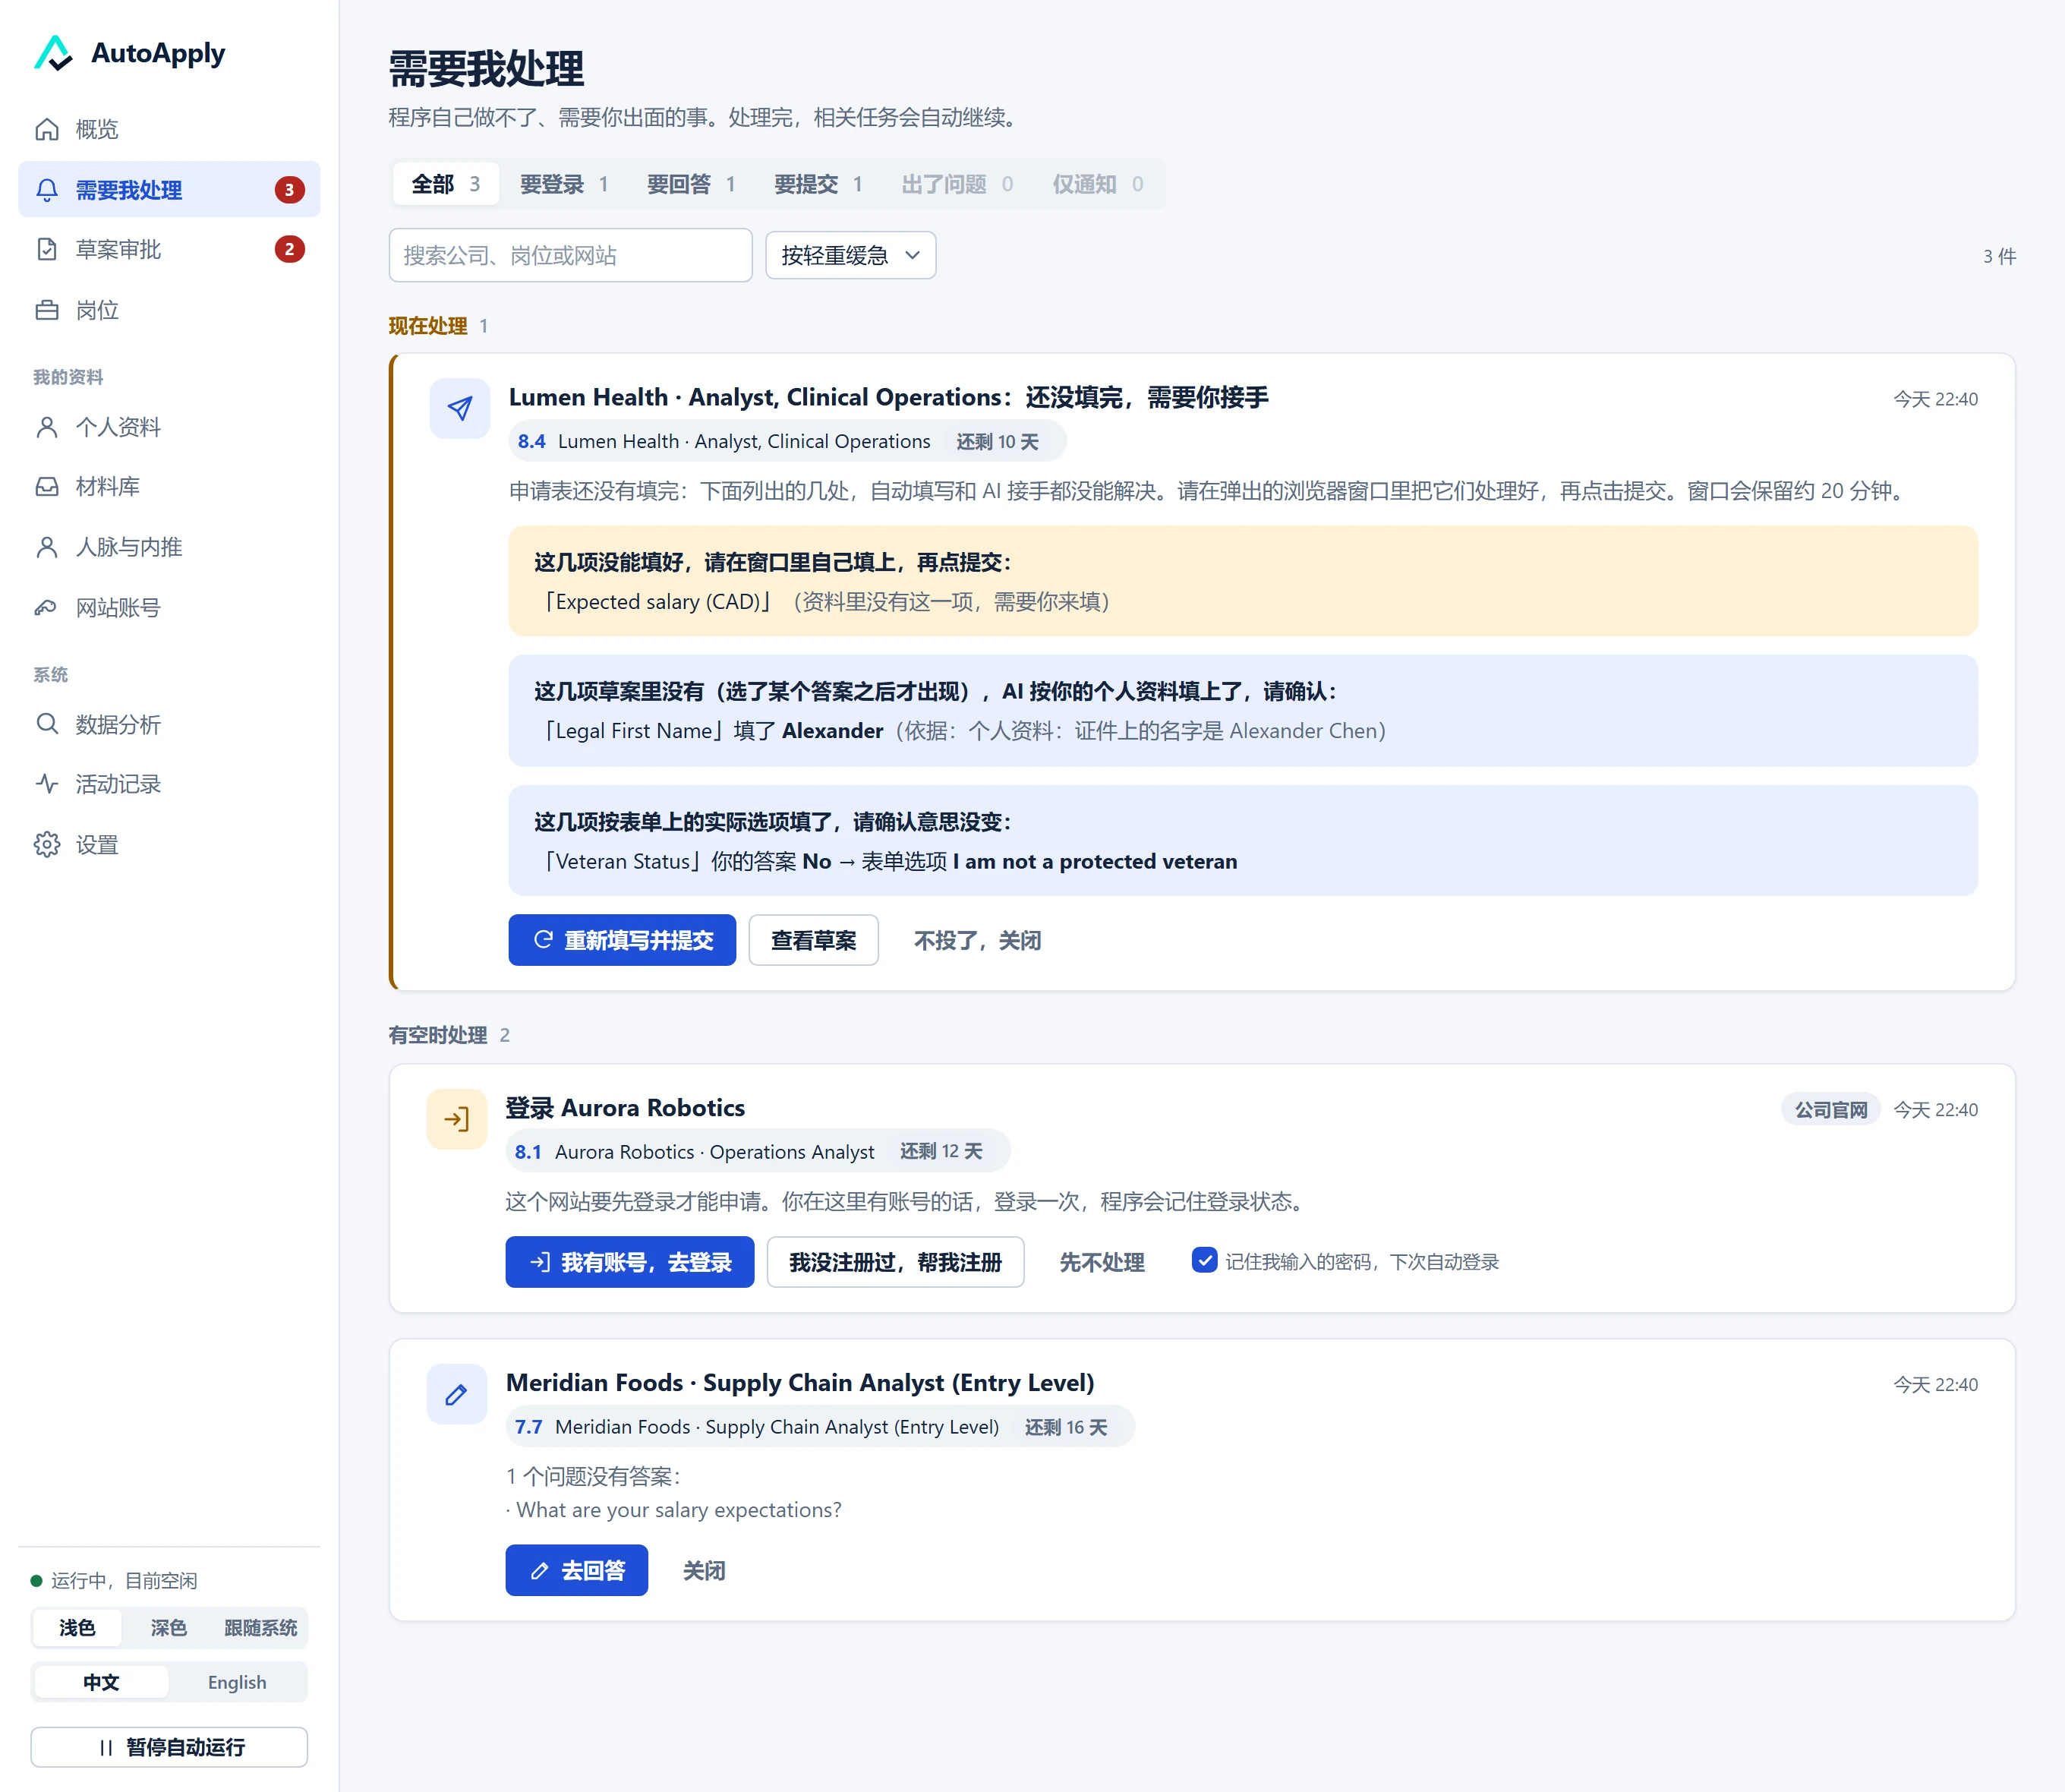 AutoApply
概览
需要我处理 3
草案审批 2
岗位
我的资料
个人资料
材料库
人脉与内推
网站账号
系统
数据分析
活动记录
设置
运行中，目前空闲
浅色 深色 跟随系统
中文 English
暂停自动运行
需要我处理
程序自己做不了、需要你出面的事。处理完，相关任务会自动继续。
全部 3 要登录 1 要回答 1 要提交 1 出了问题 0 仅通知 0
搜索公司、岗位或网站 按轻重缓急 3 件
现在处理 1
Lumen Health · Analyst, Clinical Operations：还没填完，需要你接手 今天 22:40
8.4 Lumen Health · Analyst, Clinical Operations 还剩 10 天
申请表还没有填完：下面列出的几处，自动填写和 AI 接手都没能解决。请在弹出的浏览器窗口里把它们处理好，再点击提交。窗口会保留约 20 分钟。
这几项没能填好，请在窗口里自己填上，再点提交：
「Expected salary (CAD)」（资料里没有这一项，需要你来填）
这几项草案里没有（选了某个答案之后才出现），AI 按你的个人资料填上了，请确认：
「Legal First Name」填了 Alexander（依据：个人资料：证件上的名字是 Alexander Chen）
这几项按表单上的实际选项填了，请确认意思没变：
「Veteran Status」你的答案 No → 表单选项 I am not a protected veteran
重新填写并提交 查看草案 不投了，关闭
有空时处理 2
登录 Aurora Robotics 公司官网 今天 22:40
8.1 Aurora Robotics · Operations Analyst 还剩 12 天
这个网站要先登录才能申请。你在这里有账号的话，登录一次，程序会记住登录状态。
我有账号，去登录 我没注册过，帮我注册 先不处理 记住我输入的密码，下次自动登录
Meridian Foods · Supply Chain Analyst (Entry Level) 今天 22:40
7.7 Meridian Foods · Supply Chain Analyst (Entry Level) 还剩 16 天
1 个问题没有答案：
· What are your salary expectations?
去回答 关闭